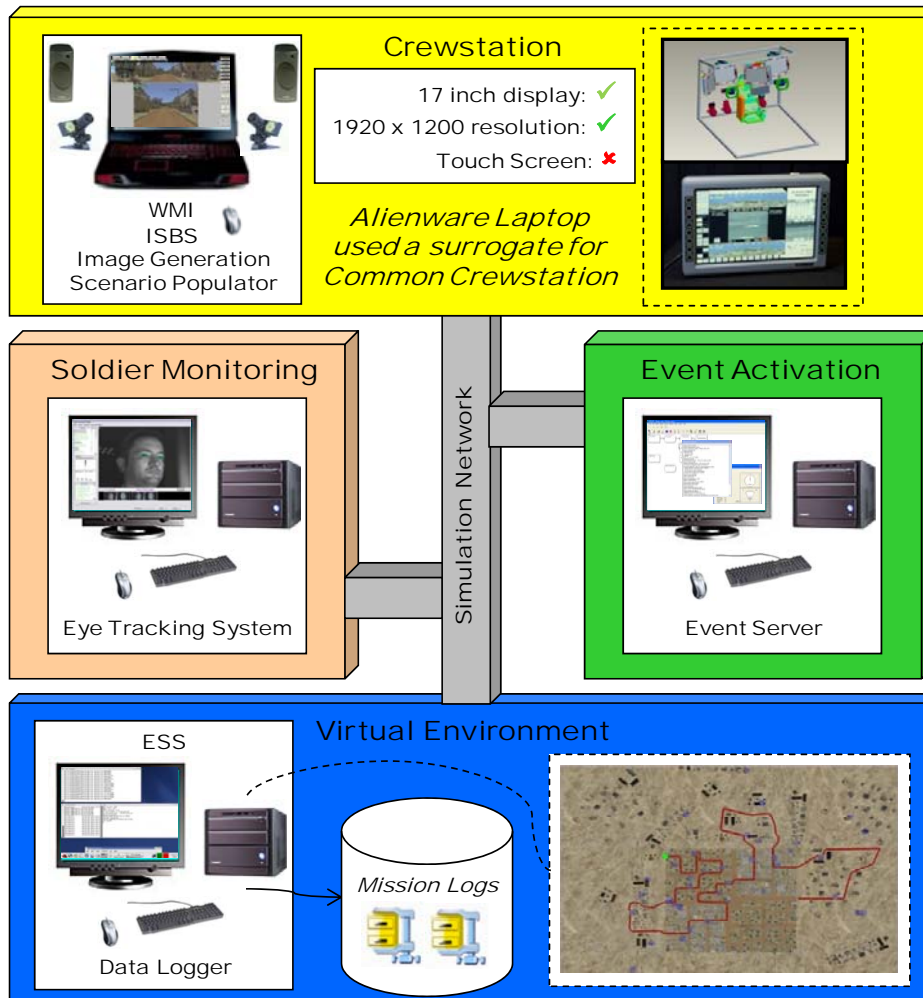 Crewstation
17 inch display: ✓
1920 x 1200 resolution: ✓
Touch Screen: ✘
WMI
ISBS
Image Generation
Scenario Populator
Alienware Laptop
used a surrogate for
Common Crewstation
Soldier Monitoring
Eye Tracking System
Simulation Network
Event Activation
Event Server
Virtual Environment
ESS
Data Logger
Mission Logs